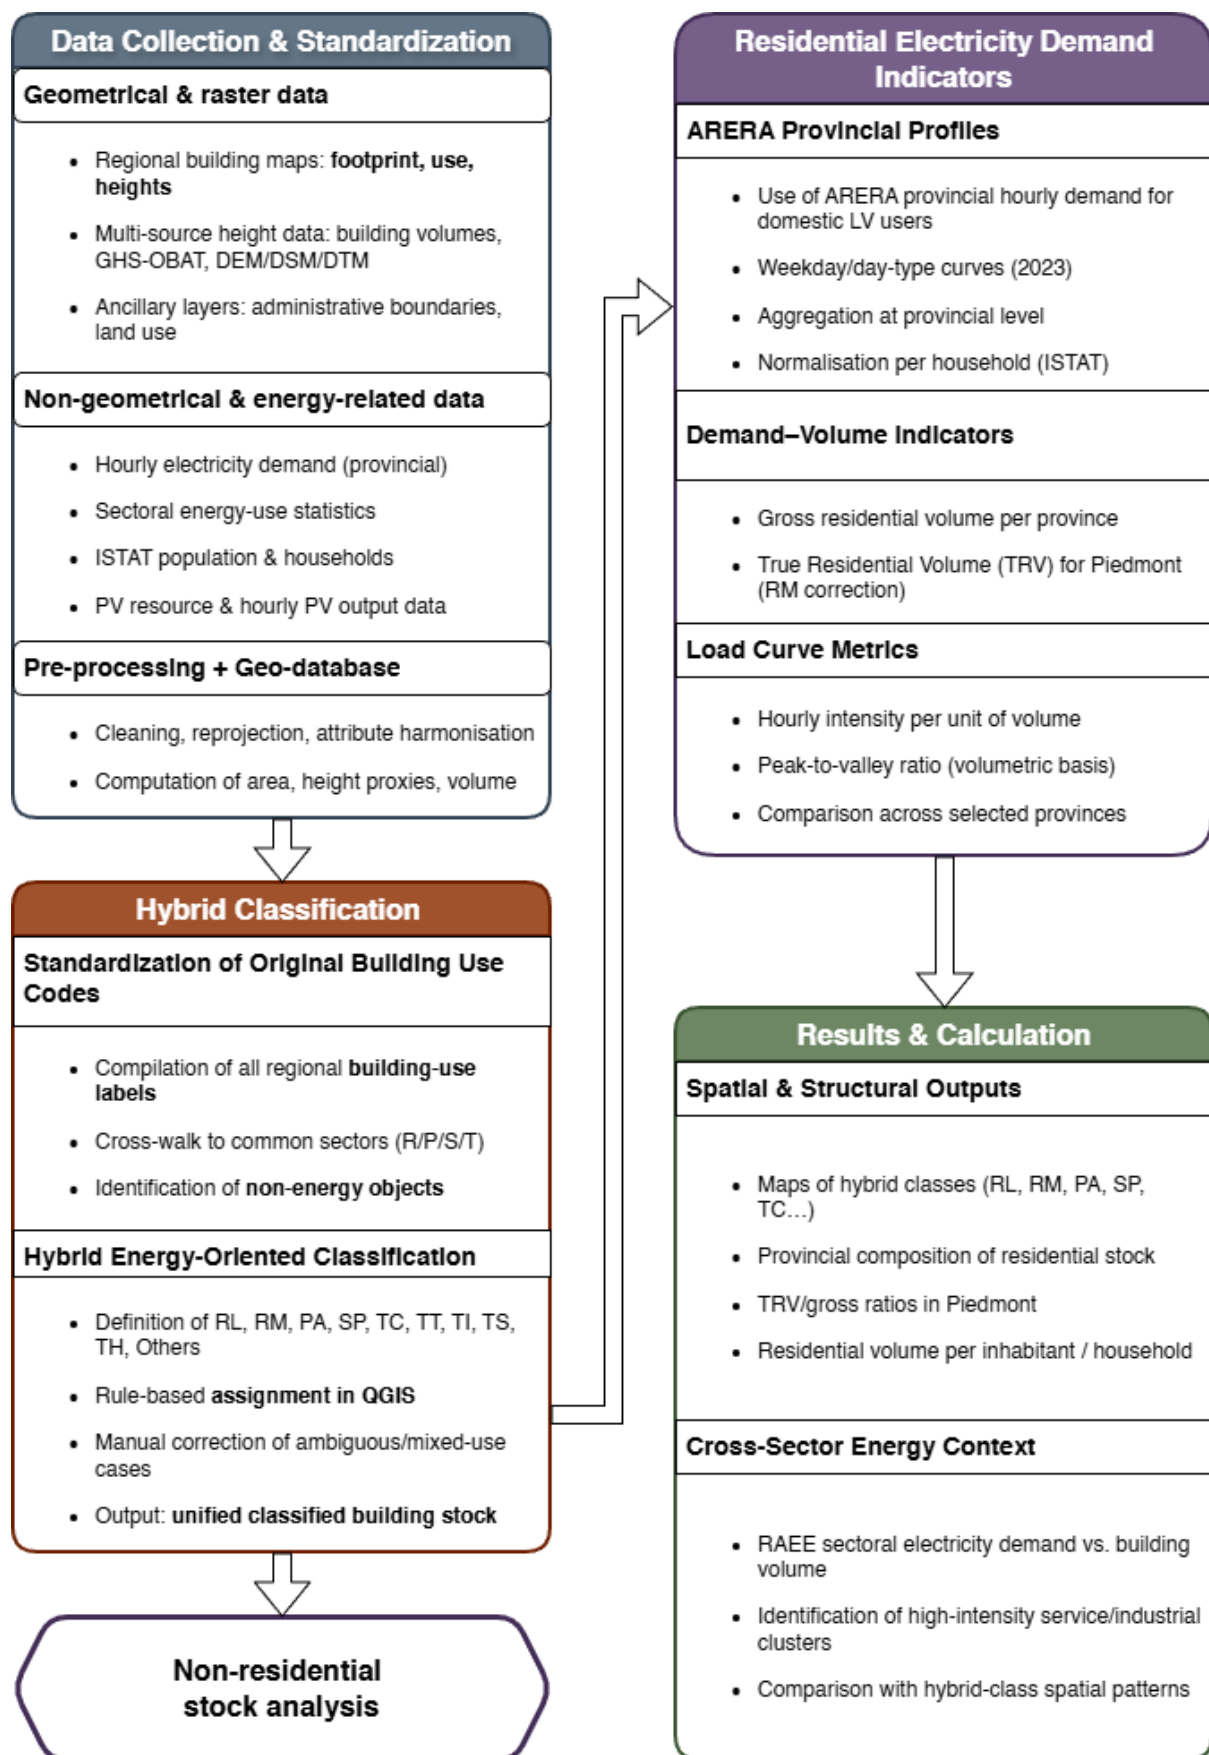 Data Collection & Standardization
Geometrical & raster data
• Regional building maps: footprint, use,
heights
• Multi-source height data: building volumes,
GHS-OBAT, DEM/DSM/DTM
• Ancillary layers: administrative boundaries,
land use
Non-geometrical & energy-related data
• Hourly electricity demand (provincial)
• Sectoral energy-use statistics
• ISTAT population & households
• PV resource & hourly PV output data
Pre-processing + Geo-database
• Cleaning, reprojection, attribute harmonisation
• Computation of area, height proxies, volume
Hybrid Classification
Standardization of Original Building Use
Codes
• Compilation of all regional building-use
labels
• Cross-walk to common sectors (R/P/S/T)
• Identification of non-energy objects
Hybrid Energy-Oriented Classification
• Definition of RL, RM, PA, SP, TC, TT, TI, TS,
TH, Others
• Rule-based assignment in QGIS
• Manual correction of ambiguous/mixed-use
cases
• Output: unified classified building stock
Non-residential
stock analysis
Residential Electricity Demand
Indicators
ARERA Provincial Profiles
• Use of ARERA provincial hourly demand for
domestic LV users
• Weekday/day-type curves (2023)
• Aggregation at provincial level
• Normalisation per household (ISTAT)
Demand–Volume Indicators
• Gross residential volume per province
• True Residential Volume (TRV) for Piedmont
(RM correction)
Load Curve Metrics
• Hourly intensity per unit of volume
• Peak-to-valley ratio (volumetric basis)
• Comparison across selected provinces
Results & Calculation
Spatial & Structural Outputs
• Maps of hybrid classes (RL, RM, PA, SP,
TC...)
• Provincial composition of residential stock
• TRV/gross ratios in Piedmont
• Residential volume per inhabitant / household
Cross-Sector Energy Context
• RAEE sectoral electricity demand vs. building
volume
• Identification of high-intensity service/industrial
clusters
• Comparison with hybrid-class spatial patterns